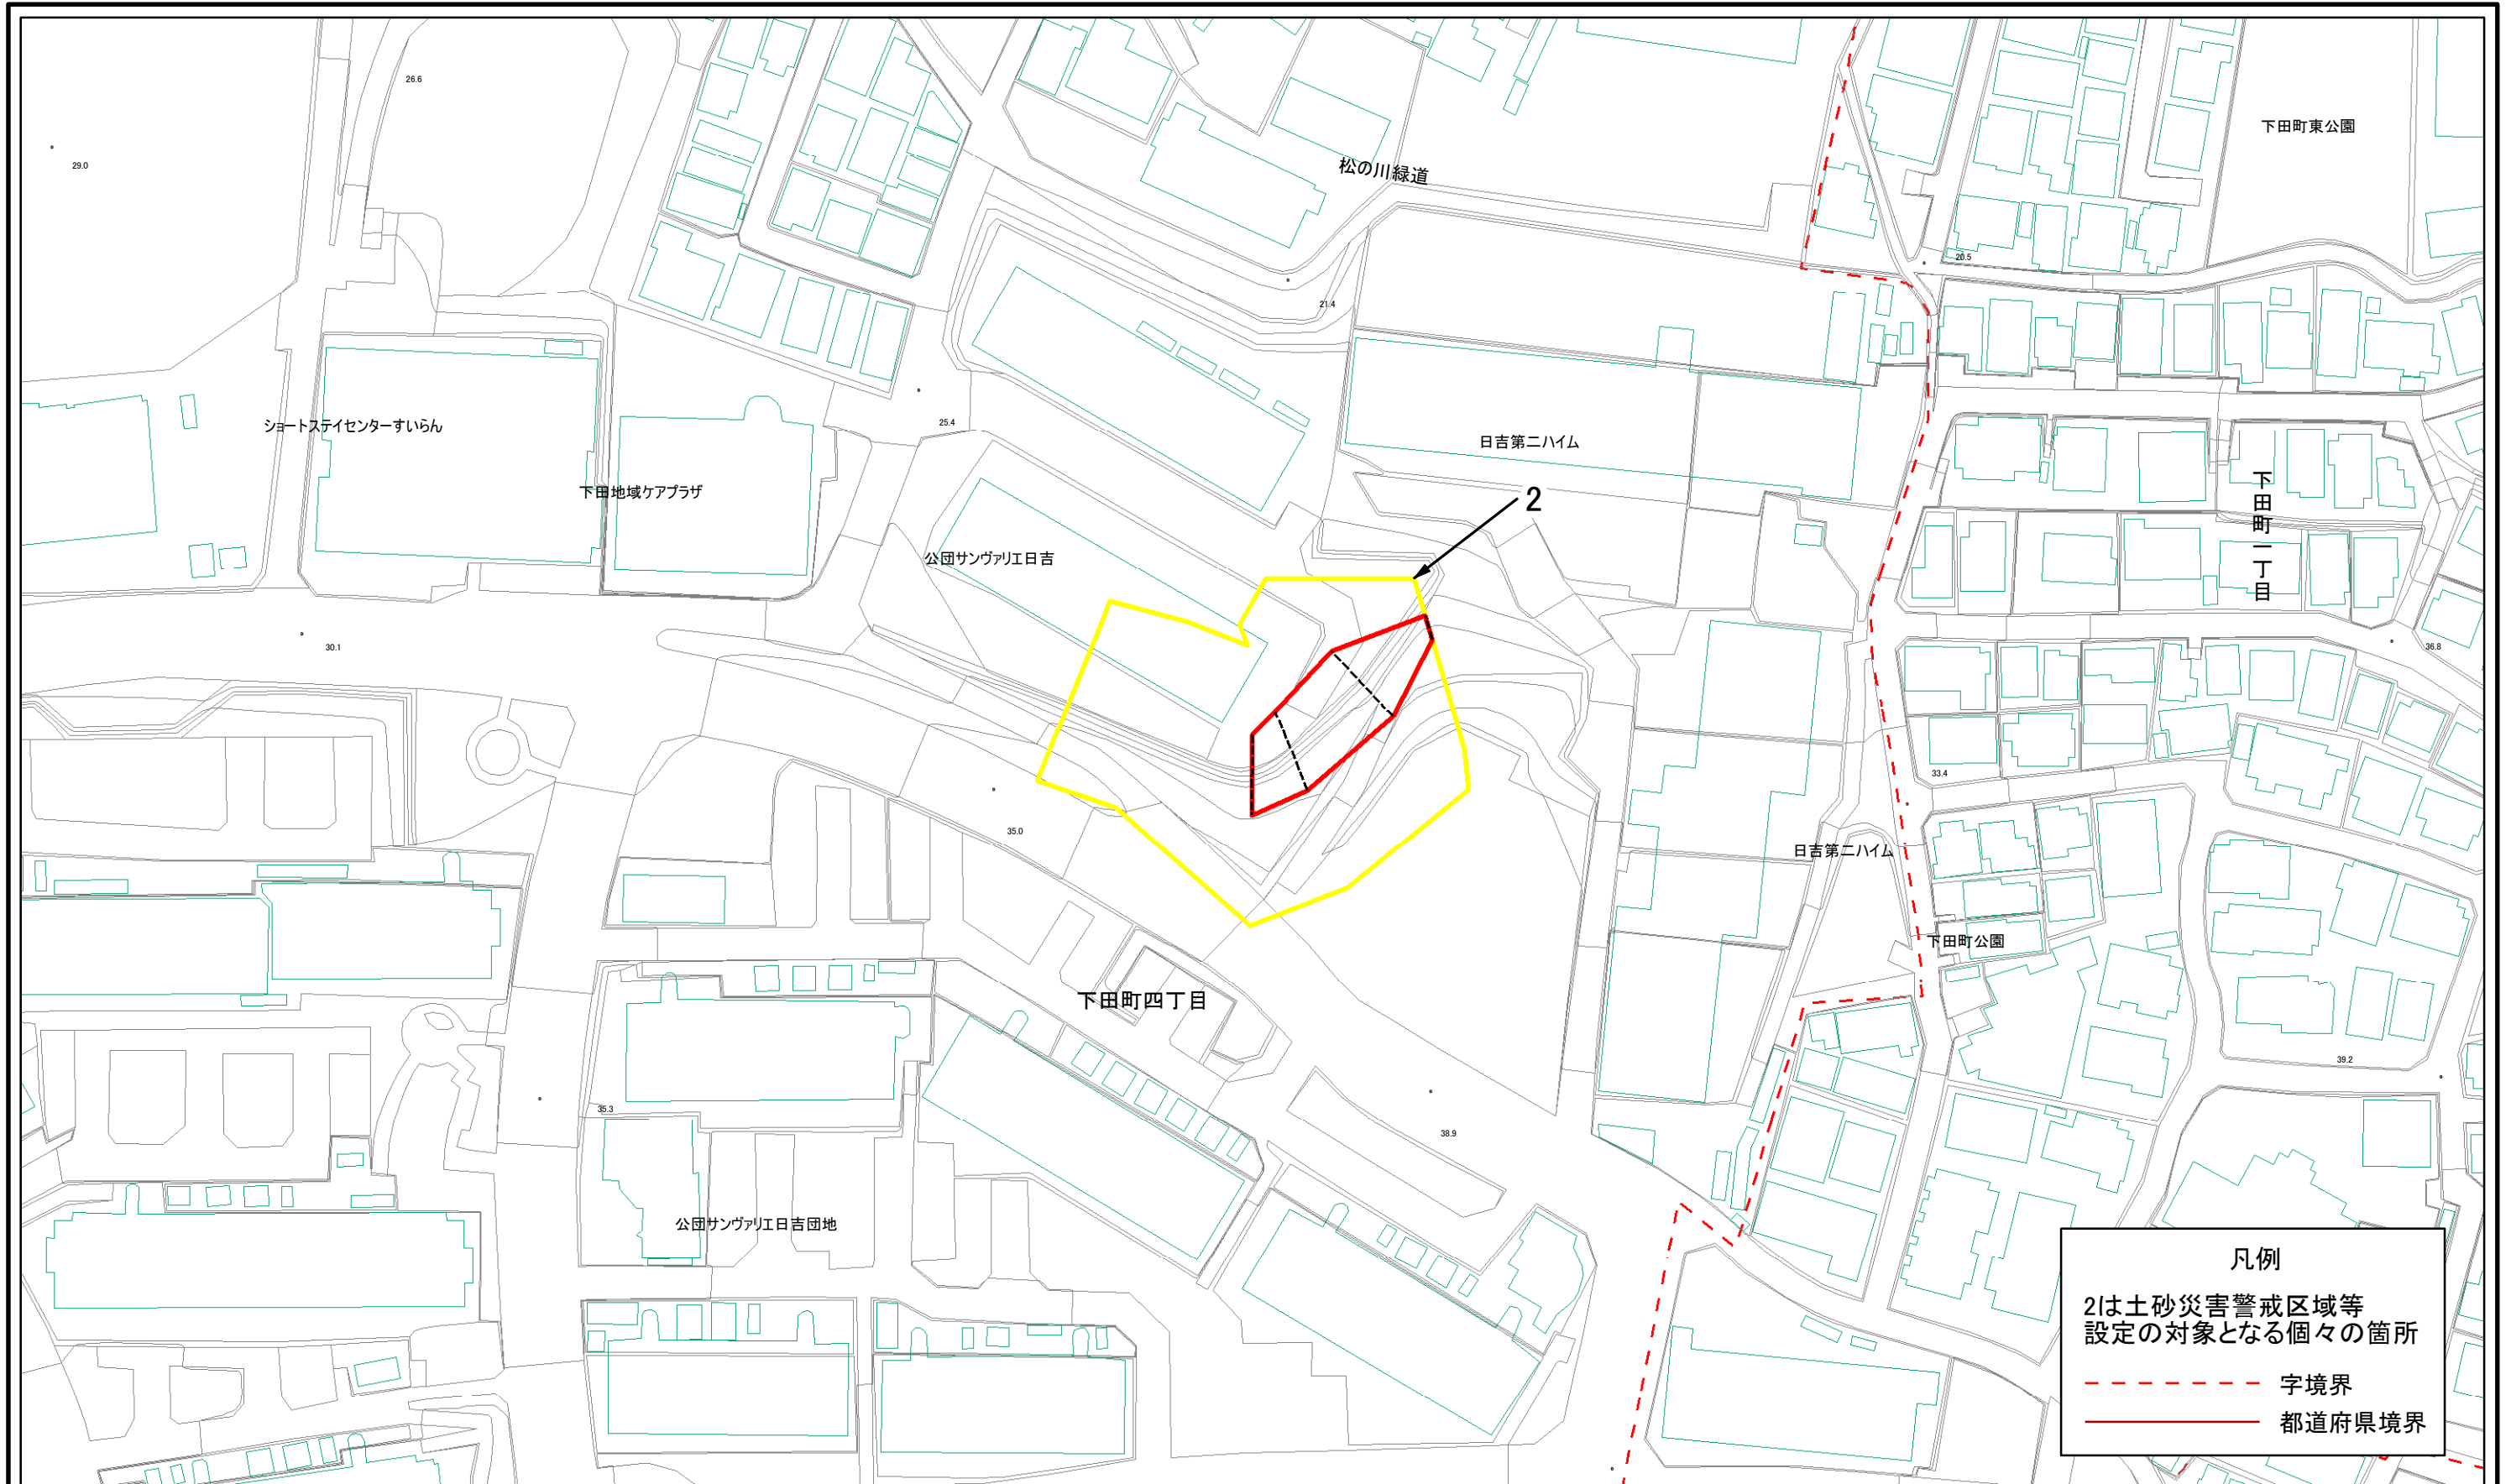 26.6
29.0
下田町東公園
松の川緑道
20.5
21.4
ショートステイセンターすいらん
25.4
日吉第二ハイム
下田地域ケアプラザ
2
下田町一丁目
公団サンヴァリエ日吉
30.1
36.8
33.4
35.0
日吉第二ハイム
下田町公園
下田町四丁目
39.2
35.3
38.9
公団サンヴァリエ日吉団地
凡例
2は土砂災害警戒区域等
設定の対象となる個々の箇所
字境界
都道府県境界